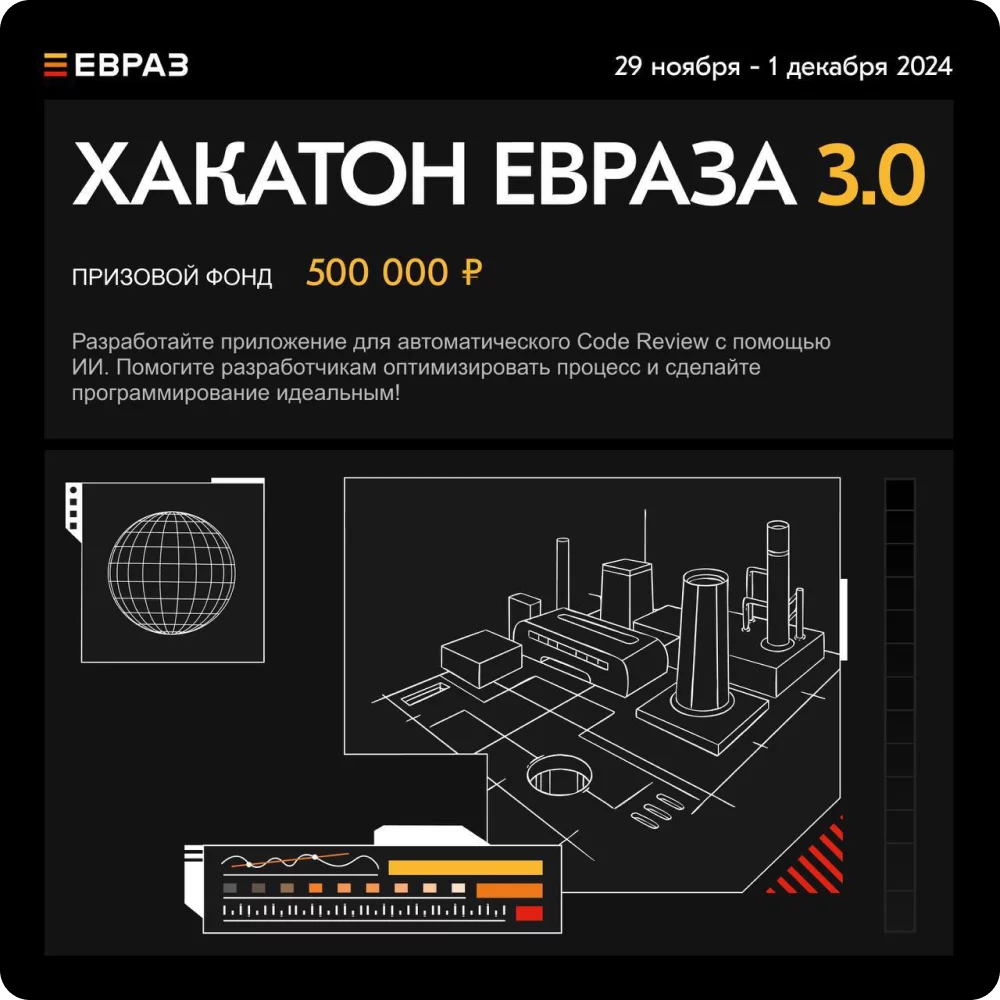 ЕВРАЗ
29 ноября - 1 декабря 2024
ХАКАТОН ЕВРАЗА 3.0
ПРИЗОВОЙ ФОНД 500 000 ₽
Разработайте приложение для автоматического Code Review с помощью
ИИ. Помогите разработчикам оптимизировать процесс и сделайте
программирование идеальным!